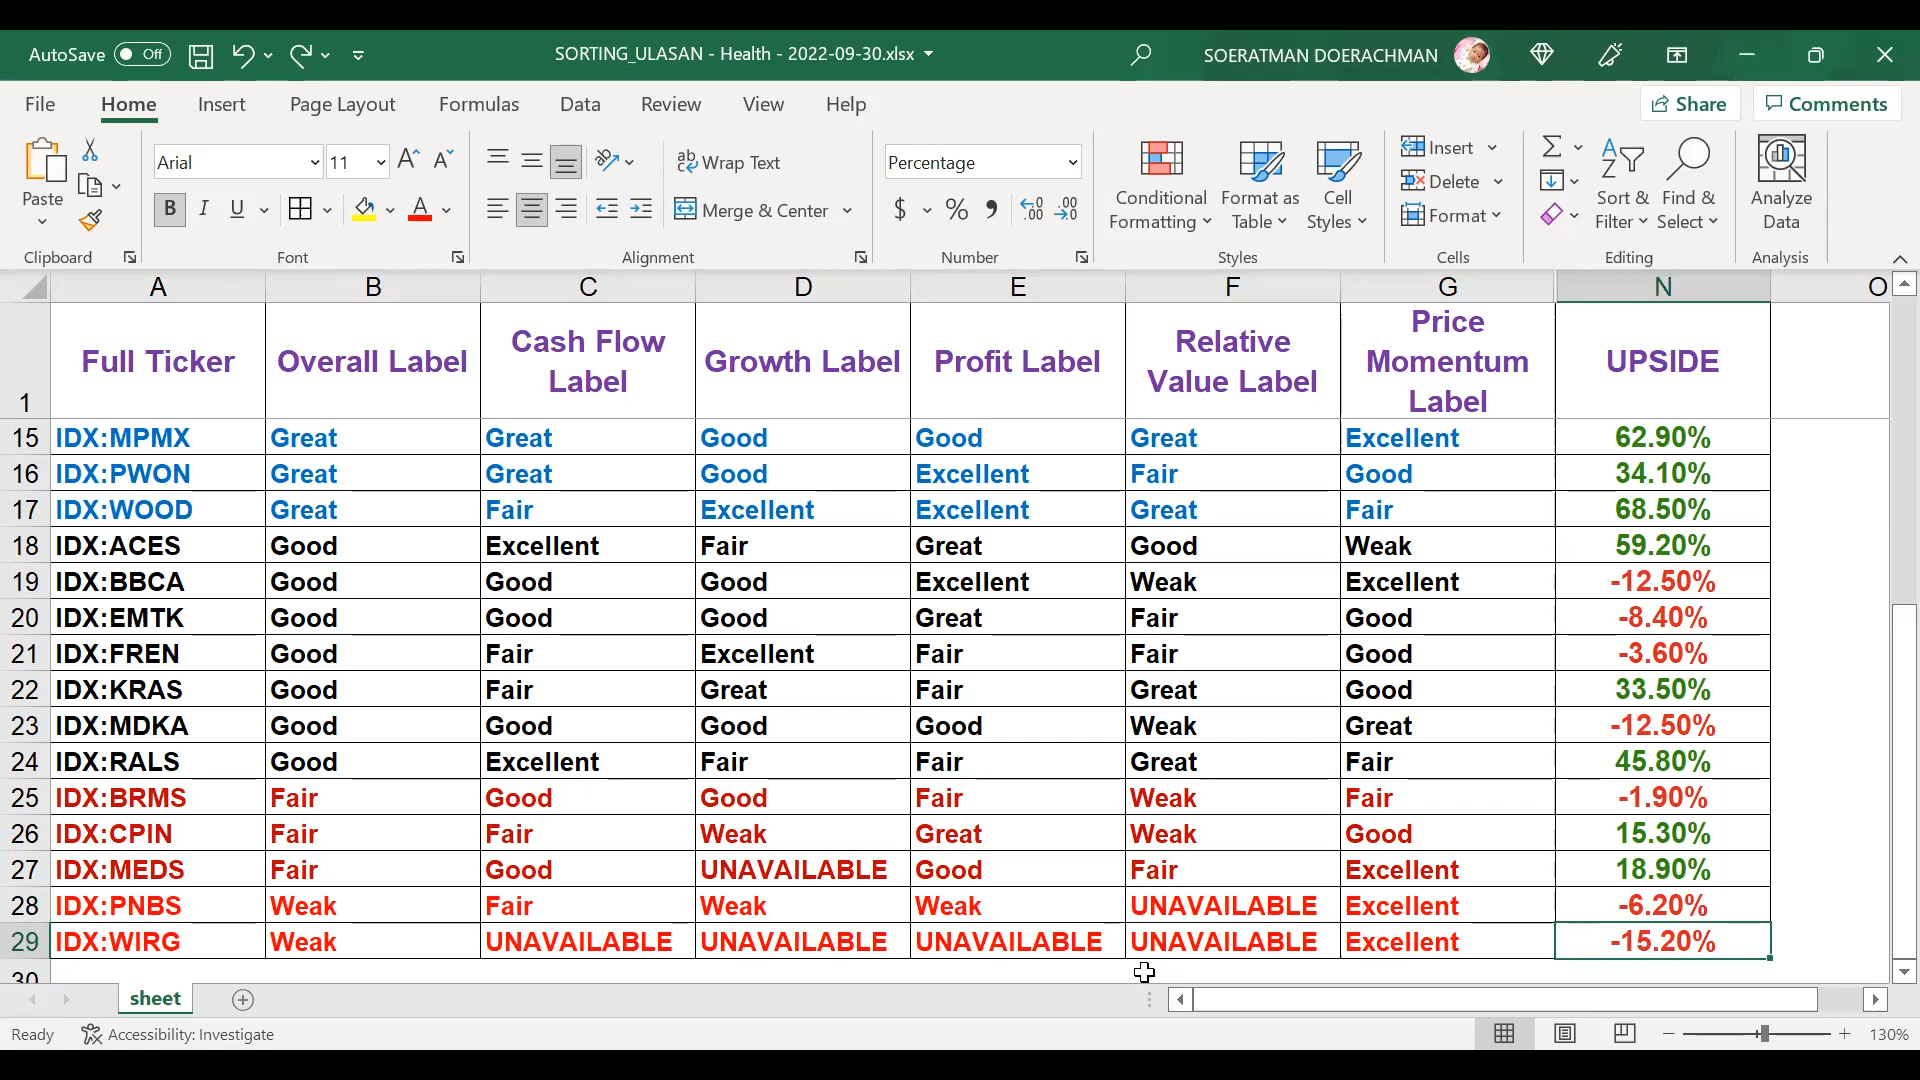 AutoSave Off SORTING_ULASAN - Health - 2022-09-30.xlsx SOERATMAN DOERACHMAN
File Home Insert Page Layout Formulas Data Review View Help Share Comments
Paste
Clipboard
Arial 11
B I U
Font
ab Wrap Text
Merge & Center
Alignment
Percentage
$ % , .00 .00
Number
Conditional Formatting
Format as Table
Cell Styles
Styles
Insert
Delete
Format
Cells
Sort & Filter
Find & Select
Editing
Analyze Data
Analysis
A B C D E F G N O
1 Full Ticker Overall Label Cash Flow Label Growth Label Profit Label Relative Value Label Price Momentum Label UPSIDE
15 IDX:MPMX Great Great Good Good Great Excellent 62.90%
16 IDX:PWON Great Great Good Excellent Fair Good 34.10%
17 IDX:WOOD Great Fair Excellent Excellent Great Fair 68.50%
18 IDX:ACES Good Excellent Fair Great Good Weak 59.20%
19 IDX:BBCA Good Good Good Excellent Weak Excellent -12.50%
20 IDX:EMTK Good Good Good Great Fair Good -8.40%
21 IDX:FREN Good Fair Excellent Fair Fair Good -3.60%
22 IDX:KRAS Good Fair Great Fair Great Good 33.50%
23 IDX:MDKA Good Good Good Good Weak Great -12.50%
24 IDX:RALS Good Excellent Fair Fair Great Fair 45.80%
25 IDX:BRMS Fair Good Good Fair Weak Fair -1.90%
26 IDX:CPIN Fair Fair Weak Great Weak Good 15.30%
27 IDX:MEDS Fair Good UNAVAILABLE Good Fair Excellent 18.90%
28 IDX:PNBS Weak Fair Weak Weak UNAVAILABLE Excellent -6.20%
29 IDX:WIRG Weak UNAVAILABLE UNAVAILABLE UNAVAILABLE UNAVAILABLE Excellent -15.20%
30
sheet
Ready Accessibility: Investigate 130%